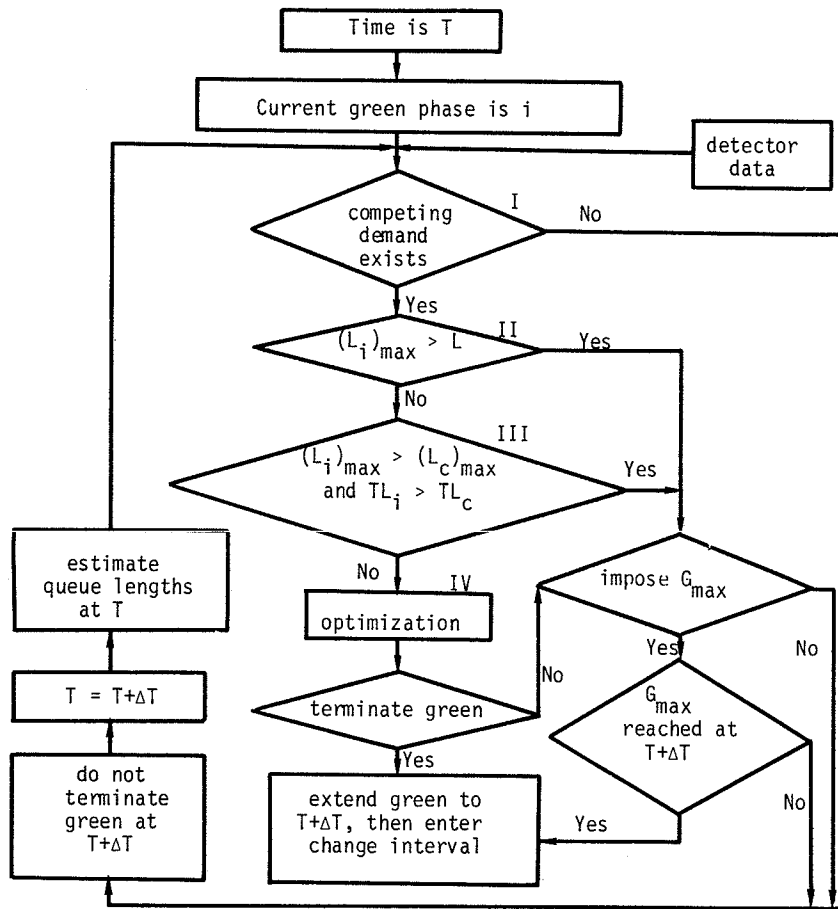 Time is T
Current green phase is i
detector
data
I
competing
demand
exists
No
Yes
(L_i)_max > L
II
Yes
No
III
(L_i)_max > (L_c)_max
and TL_i > TL_c
Yes
No
IV
optimization
terminate green
No
Yes
extend green to
T+ΔT, then enter
change interval
impose G_max
Yes
No
G_max
reached at
T+ΔT
Yes
No
estimate
queue lengths
at T
T = T+ΔT
do not
terminate
green at
T+ΔT